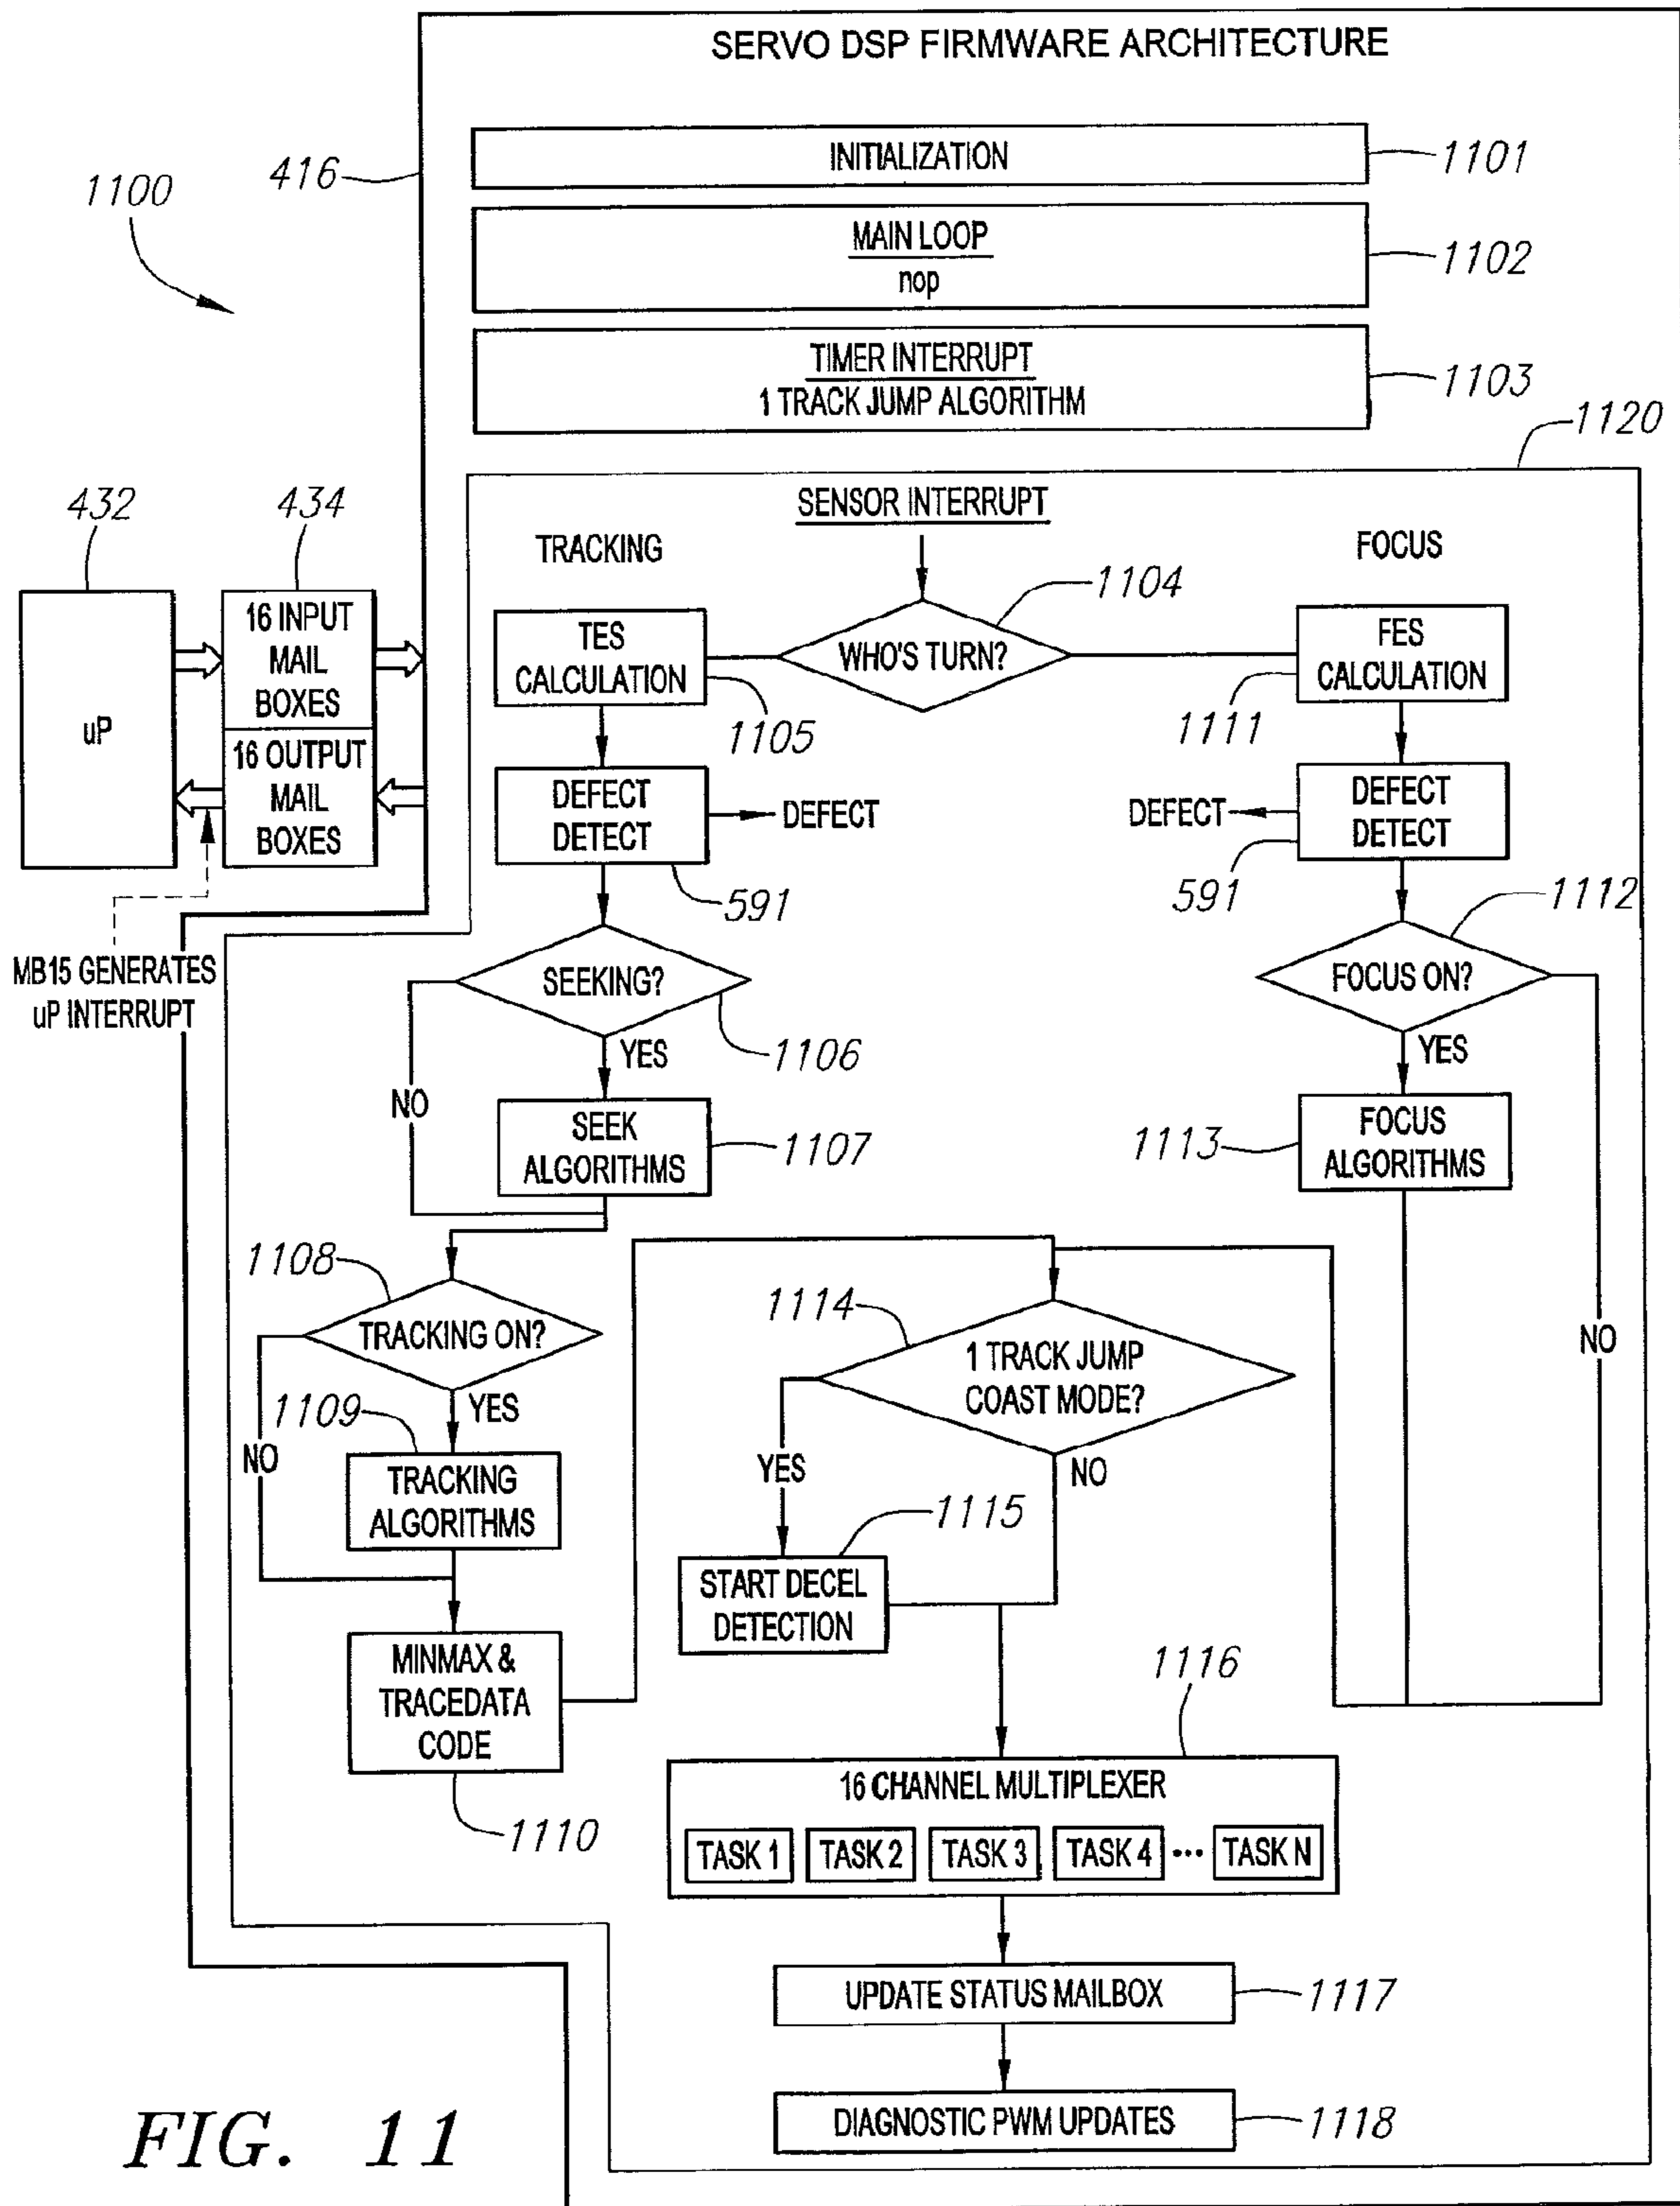 SERVO DSP FIRMWARE ARCHITECTURE
1100
416
INITIALIZATION
1101
MAIN LOOP
nop
1102
TIMER INTERRUPT
1 TRACK JUMP ALGORITHM
1103
1120
432
434
uP
16 INPUT
MAIL
BOXES
16 OUTPUT
MAIL
BOXES
MB15 GENERATES
uP INTERRUPT
SENSOR INTERRUPT
TRACKING
FOCUS
WHO'S TURN?
1104
TES
CALCULATION
1105
FES
CALCULATION
1111
DEFECT
DETECT
DEFECT
591
DEFECT
DEFECT
DETECT
591
SEEKING?
1106
YES
NO
SEEK
ALGORITHMS
1107
FOCUS ON?
1112
YES
NO
FOCUS
ALGORITHMS
1113
1108
TRACKING ON?
YES
NO
1109
TRACKING
ALGORITHMS
MINMAX &
TRACEDATA
CODE
1110
1114
1 TRACK JUMP
COAST MODE?
YES
NO
START DECEL
DETECTION
1115
1116
16 CHANNEL MULTIPLEXER
TASK 1 TASK 2 TASK 3 TASK 4 ••• TASK N
UPDATE STATUS MAILBOX
1117
DIAGNOSTIC PWM UPDATES
1118
FIG. 11